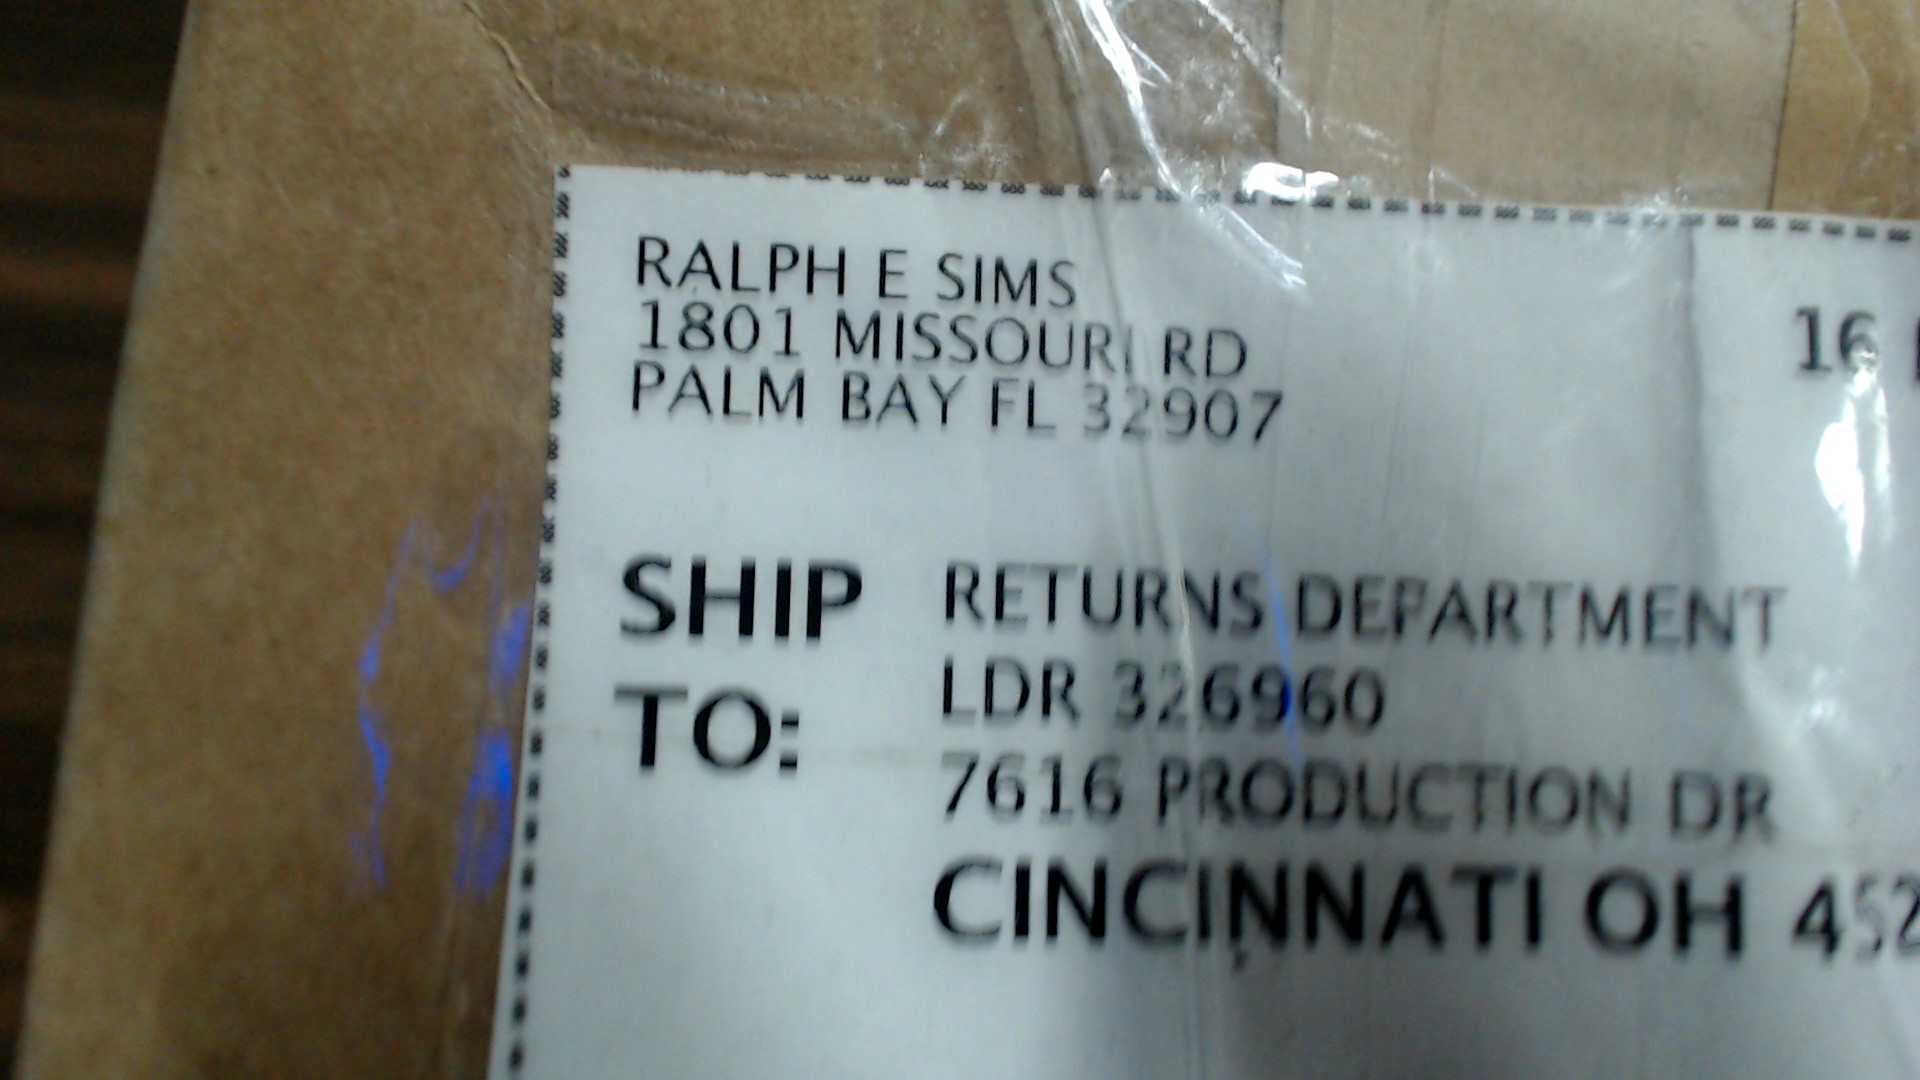 RALPH E SIMS
1801 MISSOURI RD
PALM BAY FL 32907
16
SHIP
TO:
RETURNS DEPARTMENT
LDR 326960
7616 PRODUCTION DR
CINCINNATI OH 452